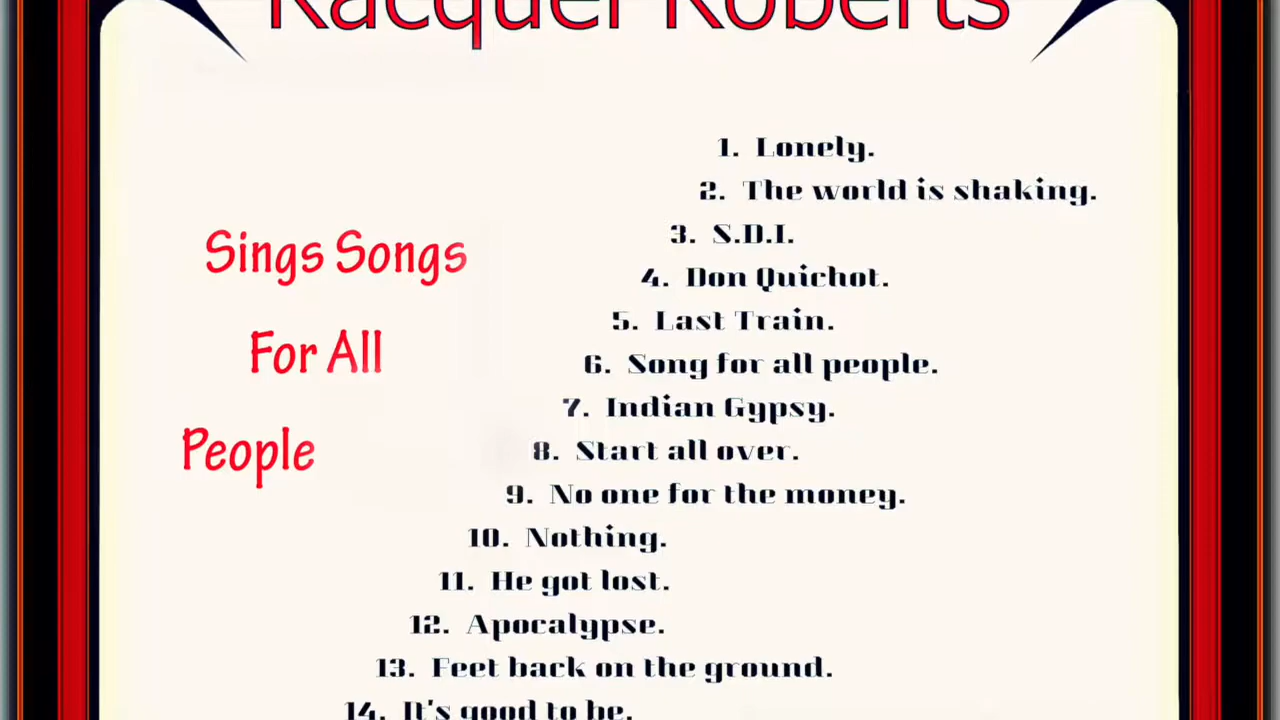 Racquel Roberts
1. Lonely.
2. The world is shaking.
3. S.D.I.
4. Don Quichot.
5. Last Train.
6. Song for all people.
7. Indian Gypsy.
8. Start all over.
9. No one for the money.
10. Nothing.
11. He got lost.
12. Apocalypse.
13. Feet back on the ground.
14. It's good to be.
Sings Songs
For All
People